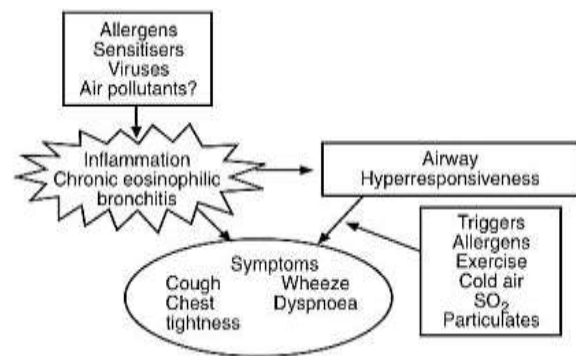 Allergens
Sensitisers
Viruses
Air pollutants?
Inflammation
Chronic eosinophilic
bronchitis
Airway
Hyperresponsiveness
Triggers
Allergens
Exercise
Cold air
SO₂
Particulates
Symptoms
Cough Wheeze
Chest Dyspnoea
tightness